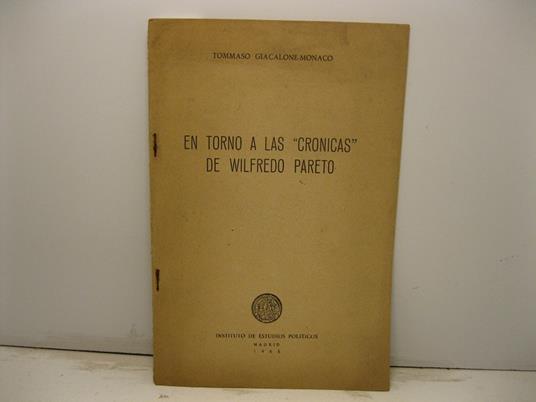 TOMMASO GIACALONE-MONACO
EN TORNO A LAS "CRONICAS"
DE WILFREDO PARETO
INSTITUTO DE ESTUDIOS POLITICOS
MADRID